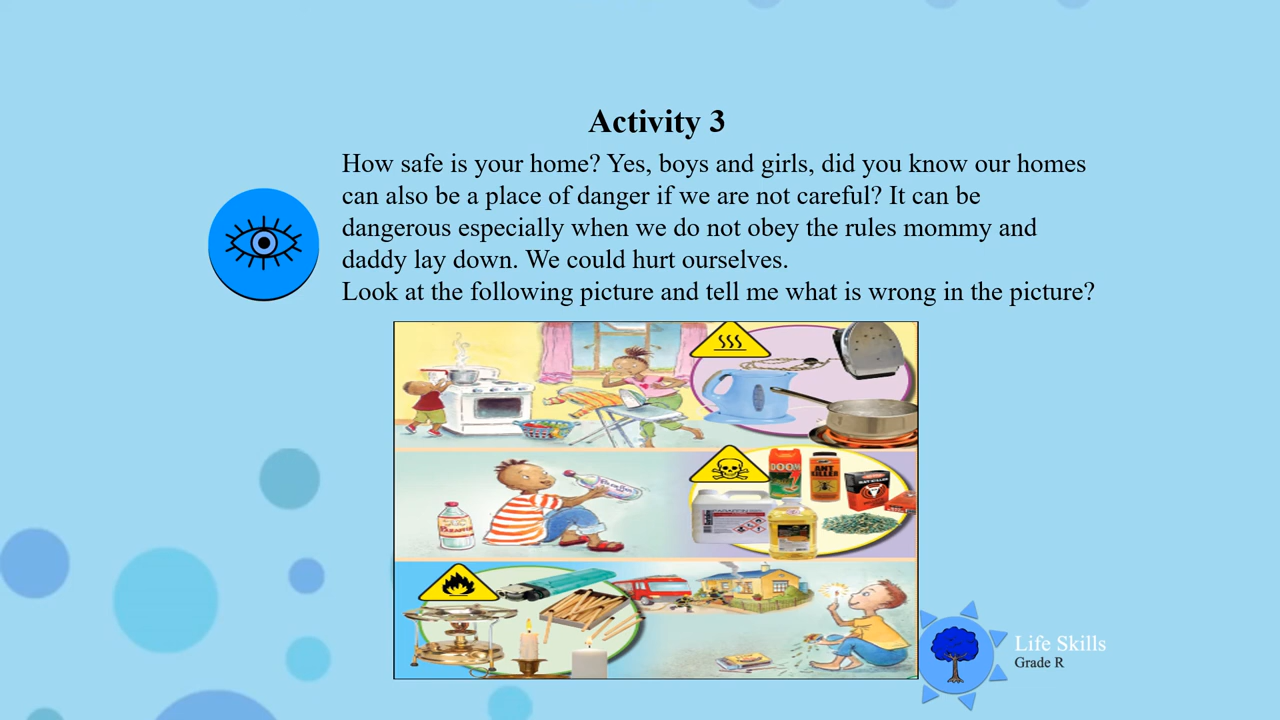 Activity 3
How safe is your home? Yes, boys and girls, did you know our homes
can also be a place of danger if we are not careful? It can be
dangerous especially when we do not obey the rules mommy and
daddy lay down. We could hurt ourselves.
Look at the following picture and tell me what is wrong in the picture?
ANT
KILLER
Life Skills
Grade R